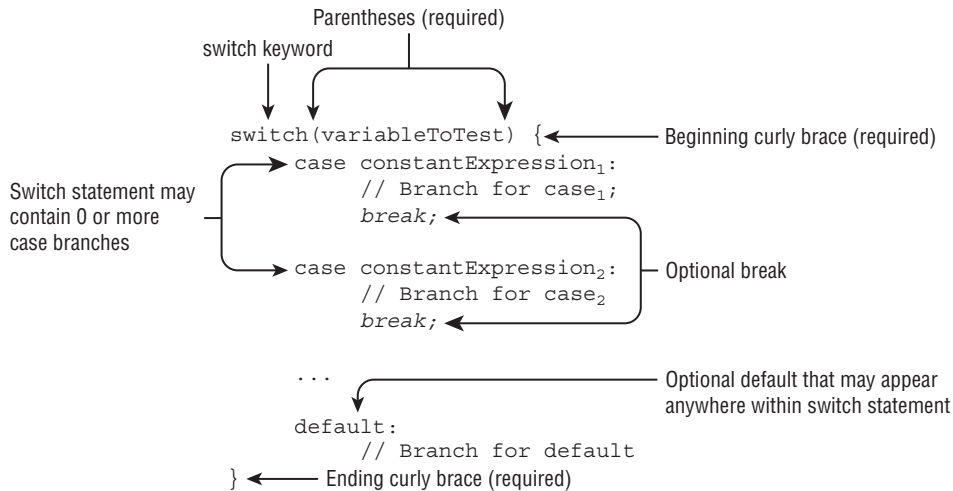 Parentheses (required)
switch keyword
switch(variableToTest) {
Beginning curly brace (required)
case constantExpression₁:
// Branch for case₁;
break;
Switch statement may
contain 0 or more
case branches
case constantExpression₂:
// Branch for case₂
break;
Optional break
...
Optional default that may appear
anywhere within switch statement
default:
// Branch for default
}
Ending curly brace (required)